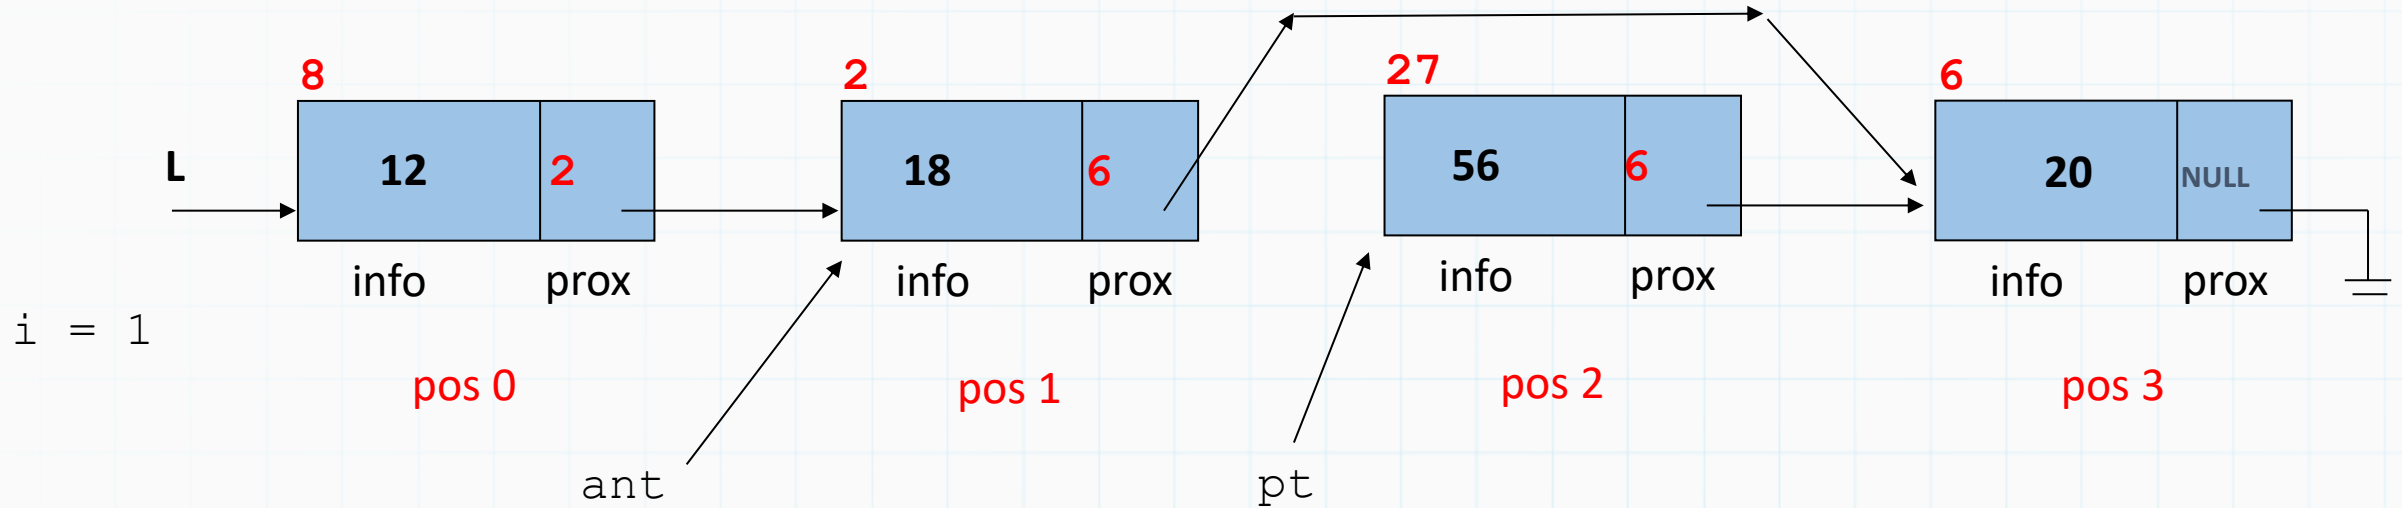 8 2 27 6
L 12 2 18 6 56 6 20 NULL
info prox info prox info prox info prox
i = 1
pos 0 pos 1 pos 2 pos 3
ant pt